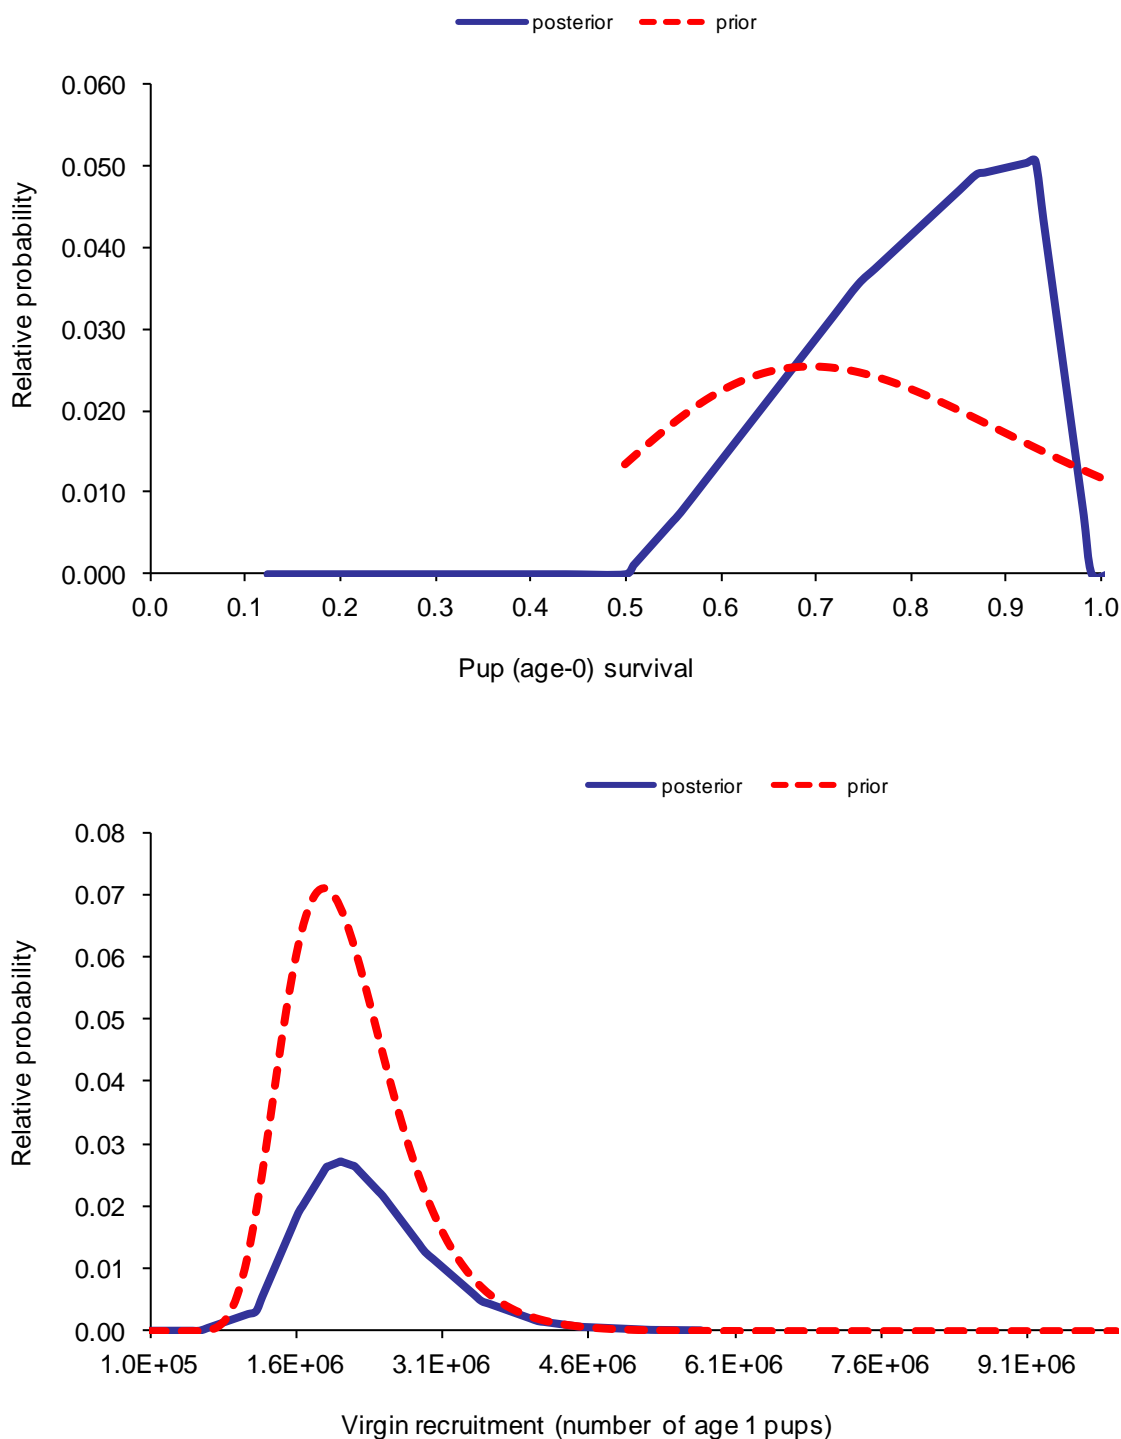 posterior prior
0.060
0.050
0.040
0.030
0.020
0.010
0.000
Relative probability
0.0 0.1 0.2 0.3 0.4 0.5 0.6 0.7 0.8 0.9 1.0
Pup (age-0) survival
posterior prior
0.08
0.07
0.06
0.05
0.04
0.03
0.02
0.01
0.00
Relative probability
1.0E+05 1.6E+06 3.1E+06 4.6E+06 6.1E+06 7.6E+06 9.1E+06
Virgin recruitment (number of age 1 pups)